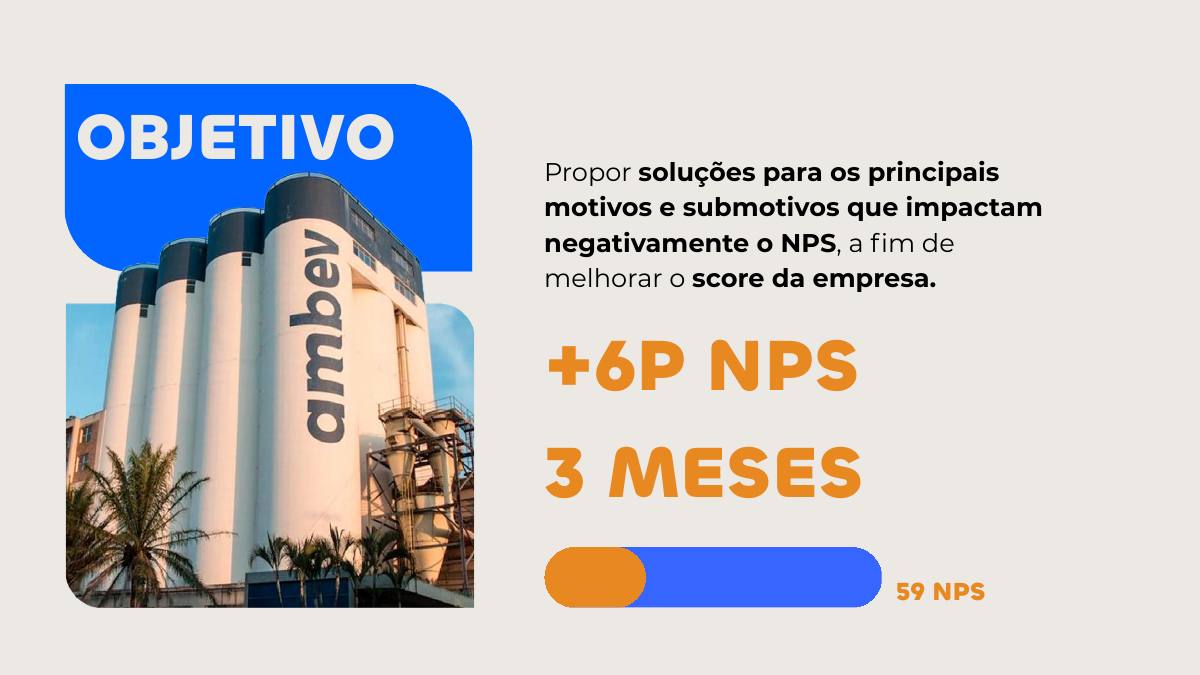 OBJETIVO
ambev
Propor soluções para os principais
motivos e submotivos que impactam
negativamente o NPS, a fim de
melhorar o score da empresa.
+6P NPS
3 MESES
59 NPS